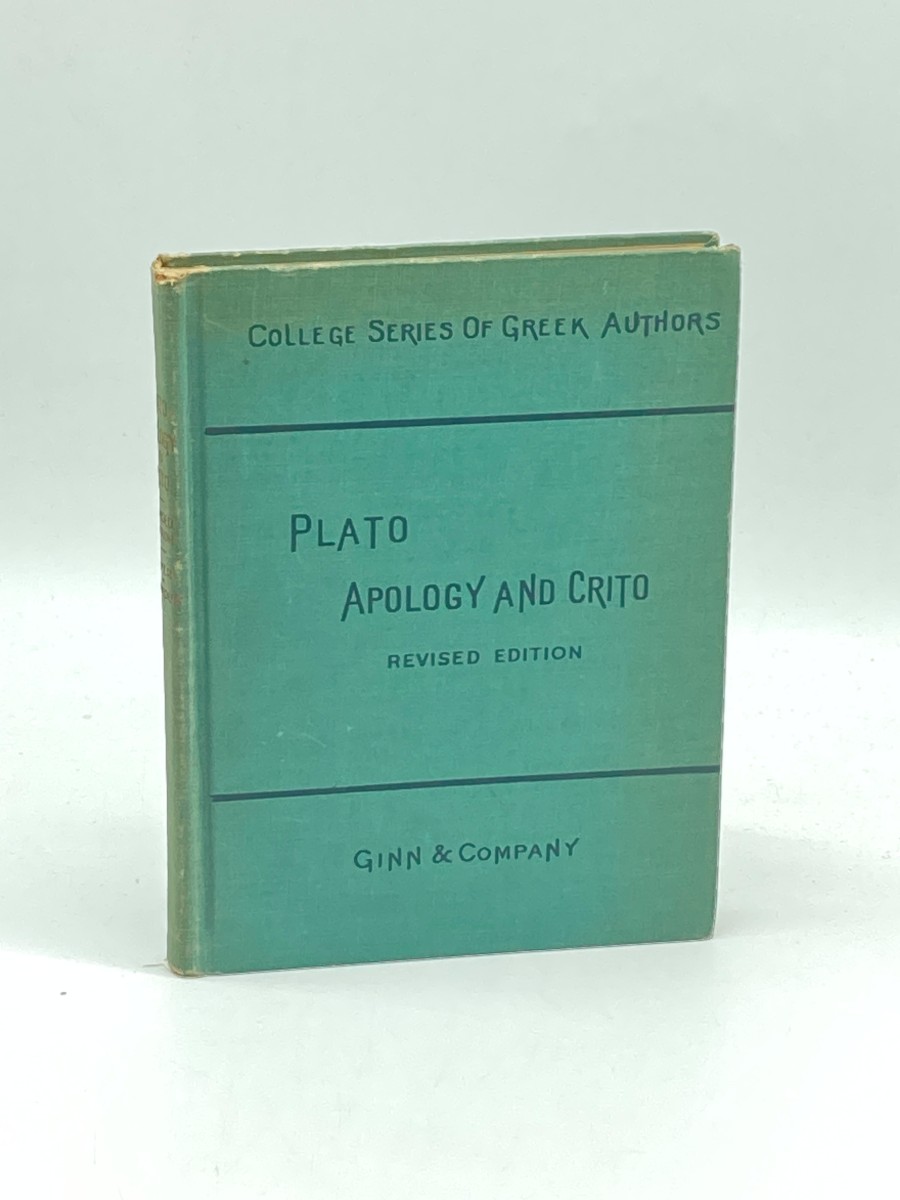 COLLEGE SERIES OF GREEK AUTHORS
PLATO
APOLOGY AND CRITO
REVISED EDITION
GINN & COMPANY